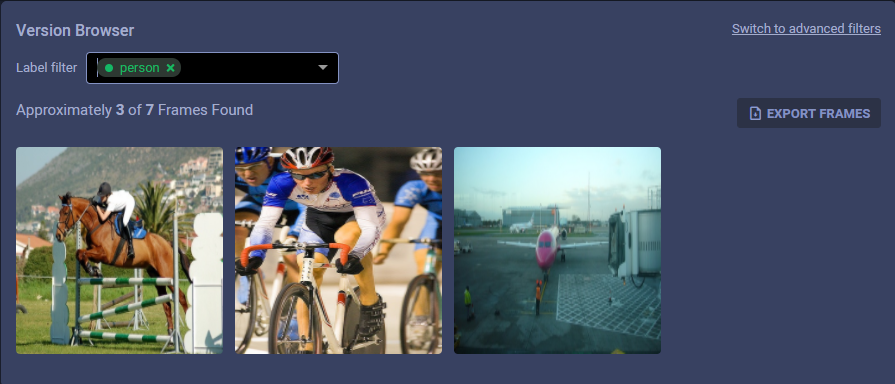 Version Browser
Switch to advanced filters
Label filter
person
Approximately 3 of 7 Frames Found
EXPORT FRAMES